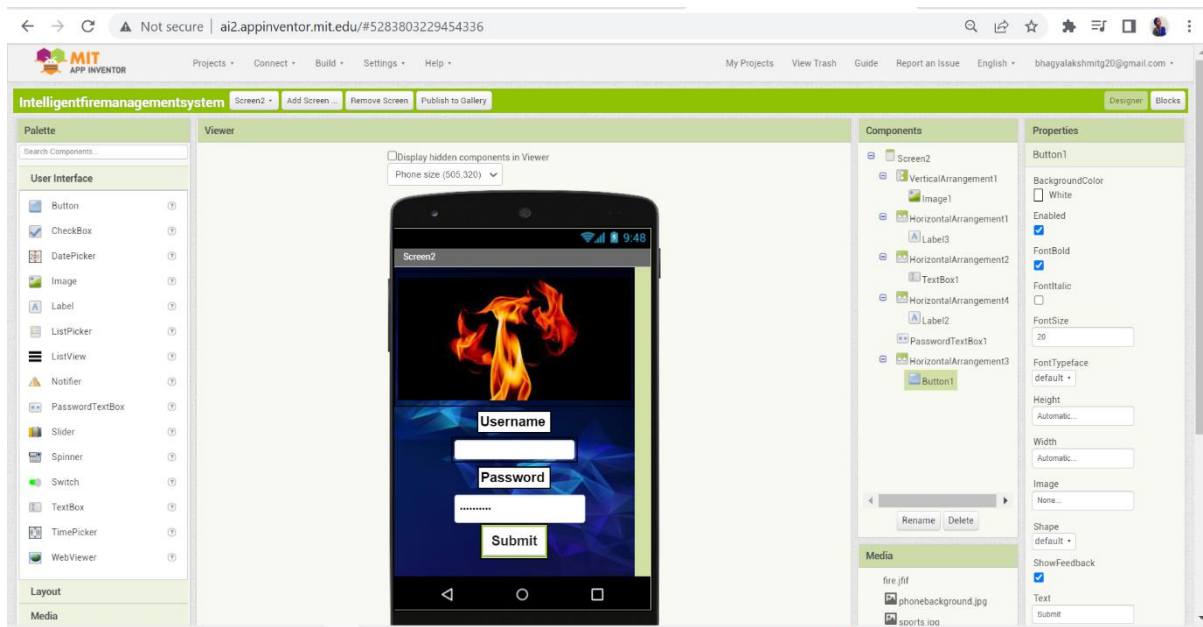 Not secure | ai2.appinventor.mit.edu/#5283803229454336
MIT
APP INVENTOR
Projects Connect Build Settings Help My Projects View Trash Guide Report an Issue English bhagyalakshmitg20@gmail.com
Intelligentfiremanagementsystem Screen2 Add Screen ... Remove Screen Publish to Gallery Designer Blocks
Palette
Search Components...
User Interface
Button
CheckBox
DatePicker
Image
Label
ListPicker
ListView
Notifier
PasswordTextBox
Slider
Spinner
Switch
TextBox
TimePicker
WebViewer
Layout
Media
Viewer
Display hidden components in Viewer
Phone size (505,320)
9:48
Screen2
Username
Password
Submit
Components
Screen2
VerticalArrangement1
Image1
HorizontalArrangement1
Label3
HorizontalArrangement2
TextBox1
HorizontalArrangement4
Label2
PasswordTextBox1
HorizontalArrangement3
Button1
Rename Delete
Media
fire.jfif
phonebackground.jpg
sports.jpg
Properties
Button1
BackgroundColor
White
Enabled
FontBold
FontItalic
FontSize
20
FontTypeface
default
Height
Automatic...
Width
Automatic...
Image
None...
Shape
default
ShowFeedback
Text
Submit